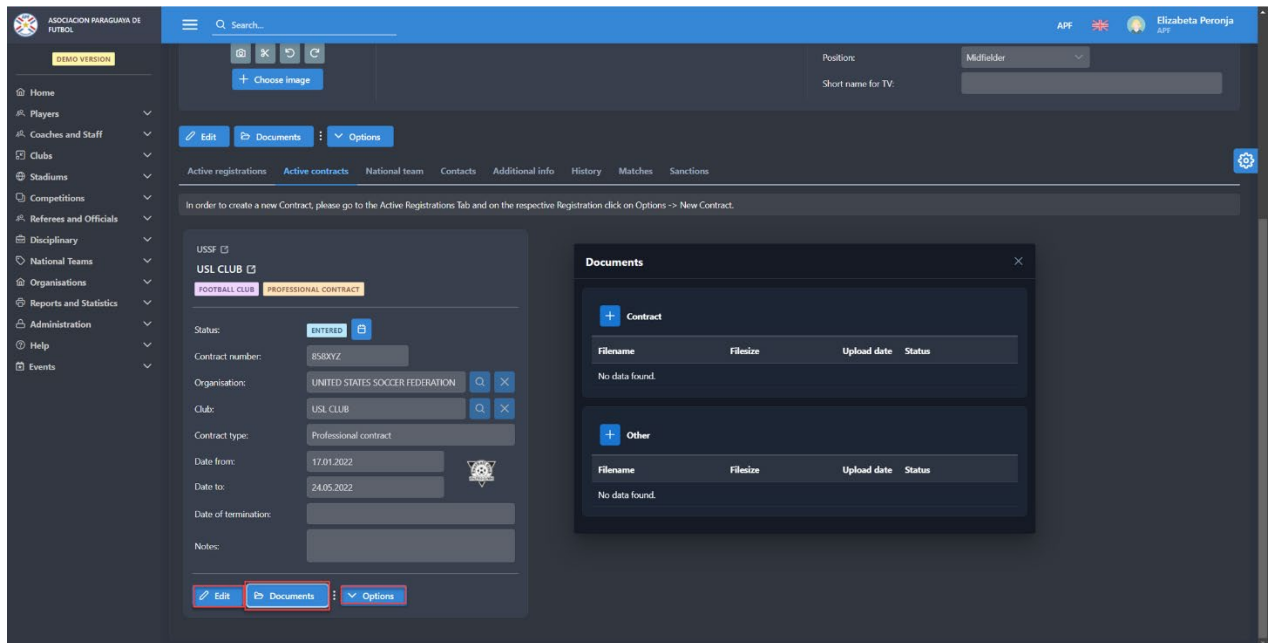 ASOCIACION PARAGUAYA DE
FUTBOL
Search...
APF
Elizabeta Peronja
APF
DEMO VERSION
Home
Players
Coaches and Staff
Clubs
Stadiums
Competitions
Referees and Officials
Disciplinary
National Teams
Organisations
Reports and Statistics
Administration
Help
Events
Choose image
Position:
Midfielder
Short name for TV:
Edit
Documents
Options
Active registrations
Active contracts
National team
Contacts
Additional info
History
Matches
Sanctions
In order to create a new Contract, please go to the Active Registrations Tab and on the respective Registration click on Options -> New Contract.
USSF
USL CLUB
FOOTBALL CLUB
PROFESSIONAL CONTRACT
Status:
ENTERED
Contract number:
858XYZ
Organisation:
UNITED STATES SOCCER FEDERATION
Club:
USL CLUB
Contract type:
Professional contract
Date from:
17.01.2022
Date to:
24.05.2022
Date of termination:
Notes:
Edit
Documents
Options
Documents
Contract
Filename Filesize Upload date Status
No data found.
Other
Filename Filesize Upload date Status
No data found.